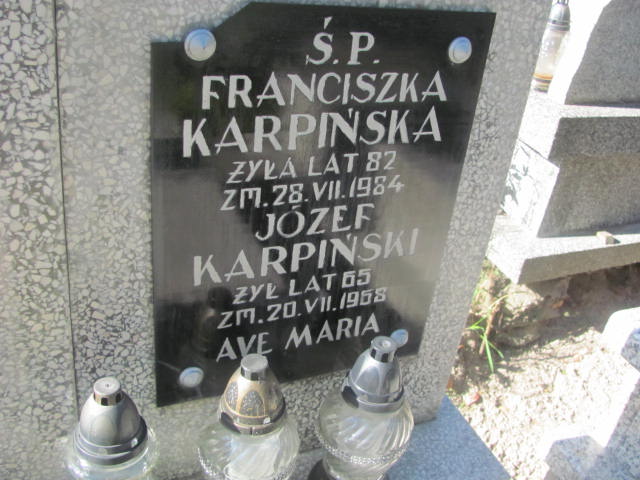 Ś.P.
FRANCISZKA
KARPIŃSKA
ŻYŁA LAT 82
ZM. 28.VII.1984
JÓZEF
KARPIŃSKI
ŻYŁ LAT 65
ZM. 20.VII.1968
AVE MARIA